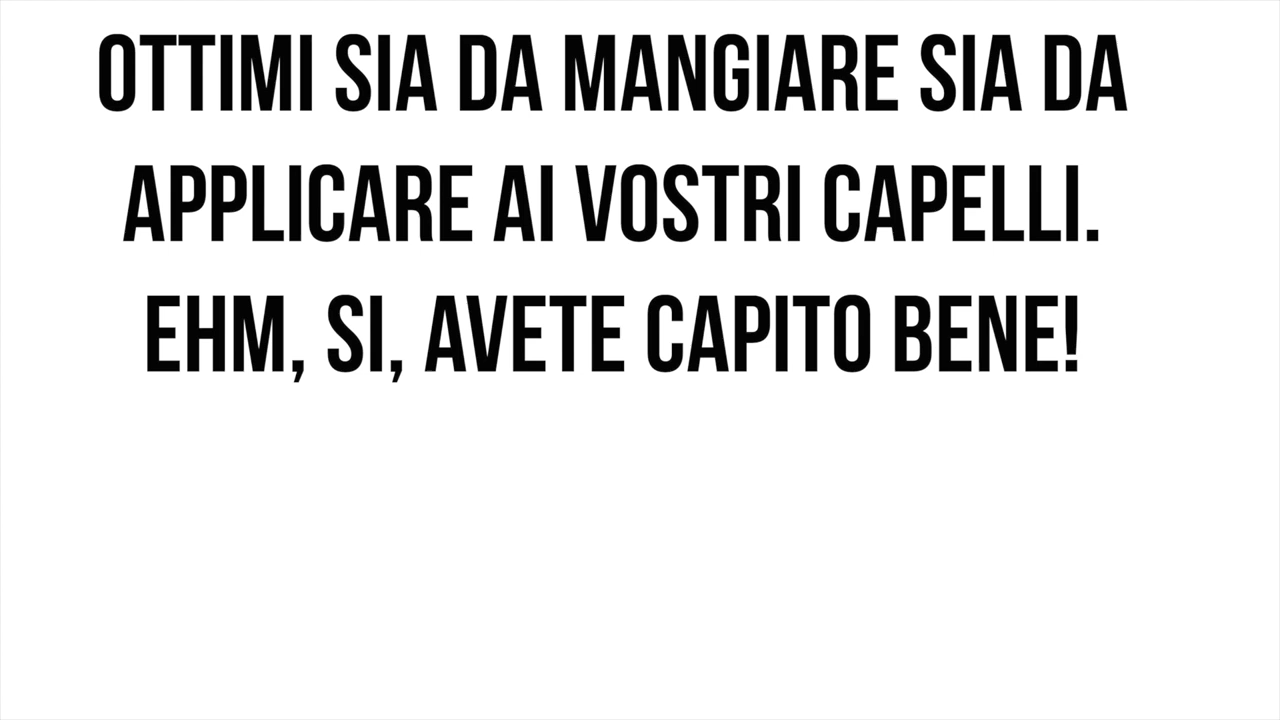 OTTIMI SIA DA MANGIARE SIA DA
APPLICARE AI VOSTRI CAPELLI.
EHM, SI, AVETE CAPITO BENE!